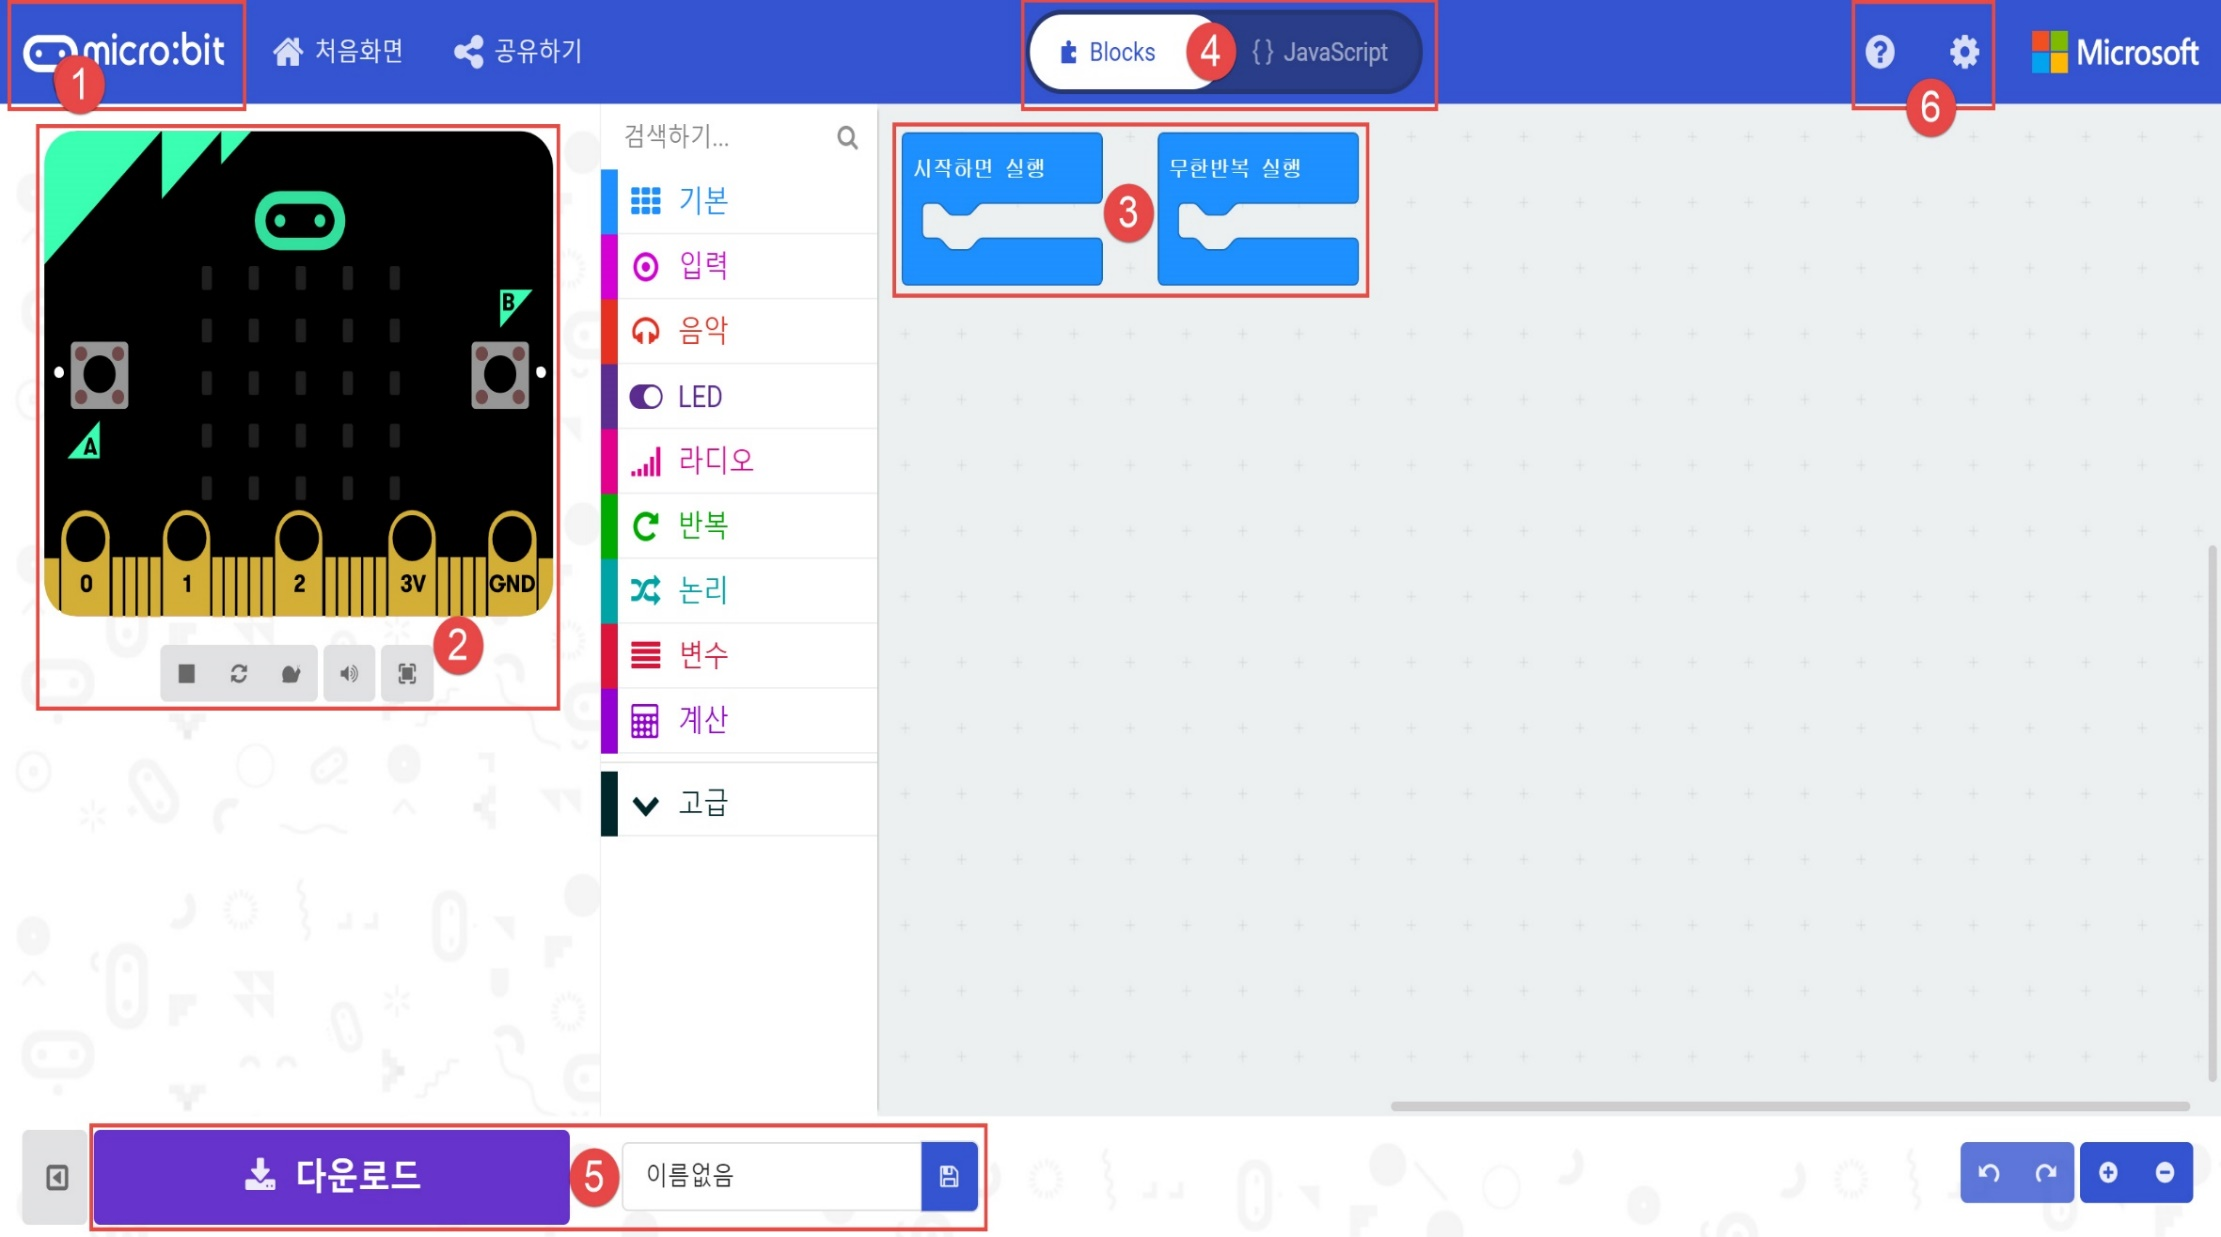 micro:bit
1
처음화면
공유하기
Blocks
4
{} JavaScript
6
Microsoft
B
A
0
1
2
3V
GND
2
검색하기...
기본
입력
음악
LED
라디오
반복
논리
변수
계산
고급
시작하면 실행
3
무한반복 실행
다운로드
5
이름없음